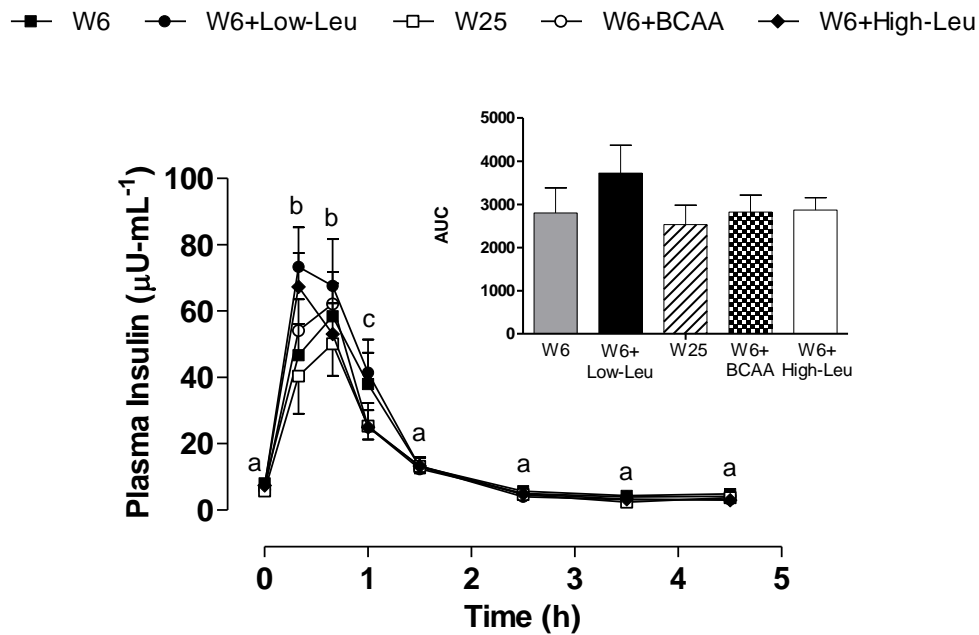 W6 W6+Low-Leu W25 W6+BCAA W6+High-Leu
5000
4000
3000
2000
1000
0
AUC
W6 W6+ W25 W6+ W6+
Low-Leu BCAA High-Leu
100
80
60
40
20
0
Plasma Insulin (µU-mL⁻¹)
b b
c
a a a a a
0 1 2 3 4 5
Time (h)